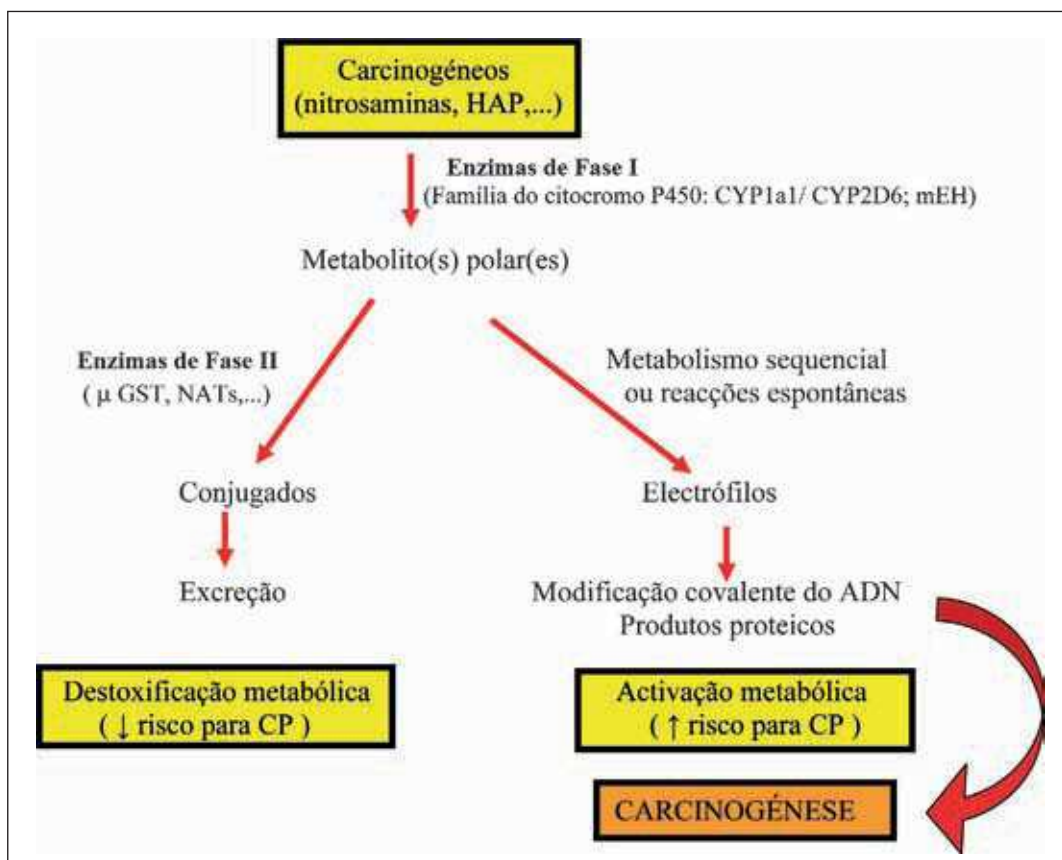 Carcinogéneos
(nitrosaminas, HAP,...)
Enzimas de Fase I
(Família do citocromo P450: CYP1a1/ CYP2D6; mEH)
Metabolito(s) polar(es)
Enzimas de Fase II
( μ GST, NATs,...)
Metabolismo sequencial
ou reacções espontâneas
Conjugados
Electrófilos
Excreção
Modificação covalente do ADN
Produtos proteicos
Destoxificação metabólica
( ↓ risco para CP )
Activação metabólica
( ↑ risco para CP )
CARCINOGÉNESE